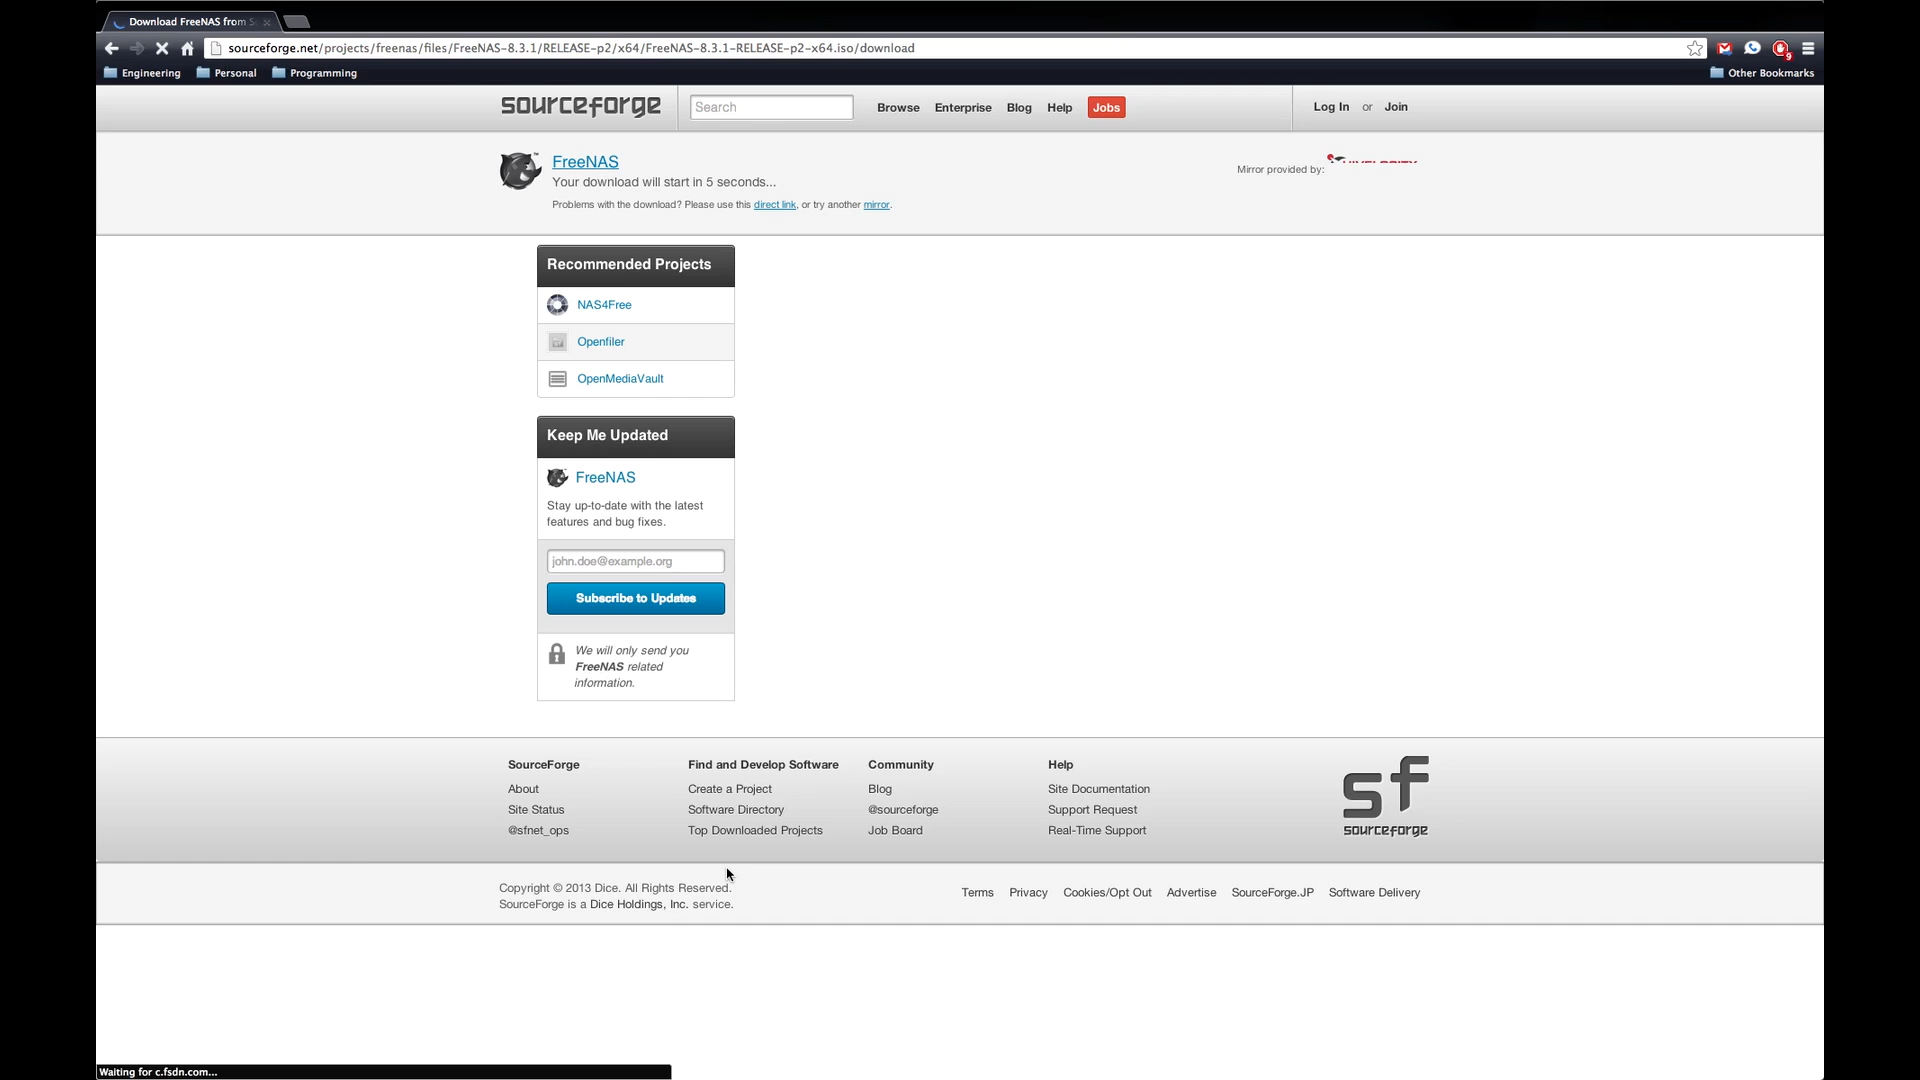 Download FreeNAS from S
sourceforge.net/projects/freenas/files/FreeNAS-8.3.1/RELEASE-p2/x64/FreeNAS-8.3.1-RELEASE-p2-x64.iso/download
9
Engineering Personal Programming Other Bookmarks
sourceforge Search Browse Enterprise Blog Help Jobs Log In or Join
FreeNAS
Your download will start in 5 seconds...
Mirror provided by:
Problems with the download? Please use this direct link, or try another mirror.
Recommended Projects
NAS4Free
Openfiler
OpenMediaVault
Keep Me Updated
FreeNAS
Stay up-to-date with the latest
features and bug fixes.
john.doe@example.org
Subscribe to Updates
We will only send you
FreeNAS related
information.
SourceForge
About
Site Status
@sfnet_ops
Find and Develop Software
Create a Project
Software Directory
Top Downloaded Projects
Community
Blog
@sourceforge
Job Board
Help
Site Documentation
Support Request
Real-Time Support
sf
sourceforge
Copyright © 2013 Dice. All Rights Reserved.
SourceForge is a Dice Holdings, Inc. service.
Terms Privacy Cookies/Opt Out Advertise SourceForge.JP Software Delivery
Waiting for c.fsdn.com...